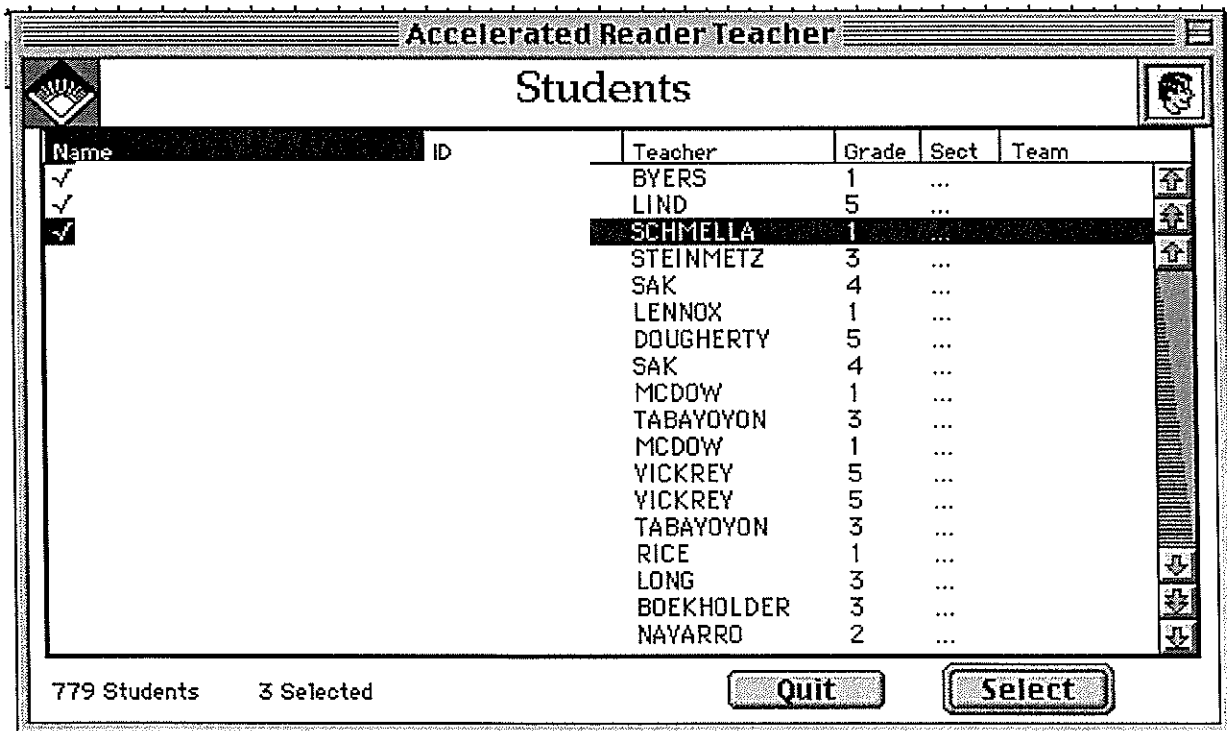 Accelerated Reader Teacher
Students
Name ID Teacher Grade Sect Team
✓ BYERS 1 ...
✓ LIND 5 ...
✓ SCHMELLA 1 ...
STEINMETZ 3 ...
SAK 4 ...
LENNOX 1 ...
DOUGHERTY 5 ...
SAK 4 ...
MCDOW 1 ...
TABAYOYON 3 ...
MCDOW 1 ...
VICKREY 5 ...
VICKREY 5 ...
TABAYOYON 3 ...
RICE 1 ...
LONG 3 ...
BOEKHOLDER 3 ...
NAVARRO 2 ...
779 Students 3 Selected Quit Select